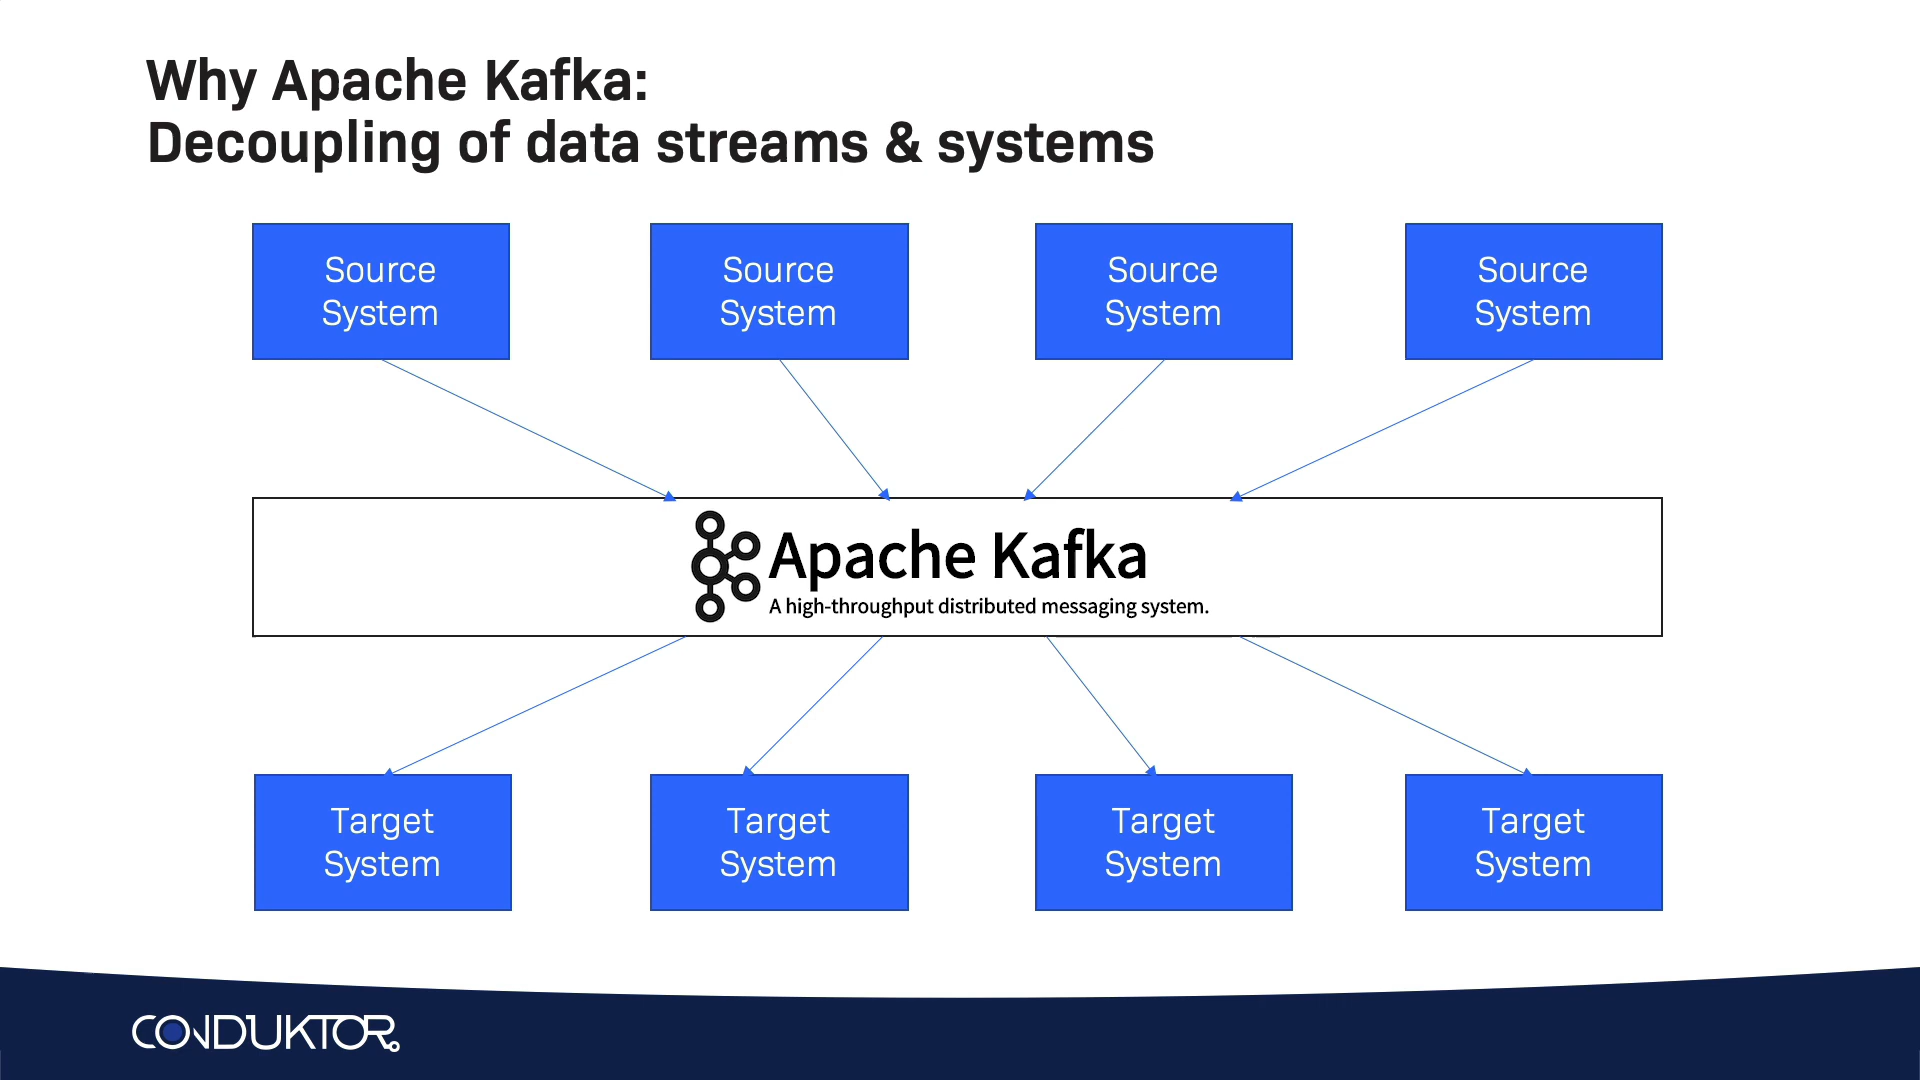 Why Apache Kafka:
Decoupling of data streams & systems
Source
System
Source
System
Source
System
Source
System
Apache Kafka
A high-throughput distributed messaging system.
Target
System
Target
System
Target
System
Target
System
CONDUKTOR